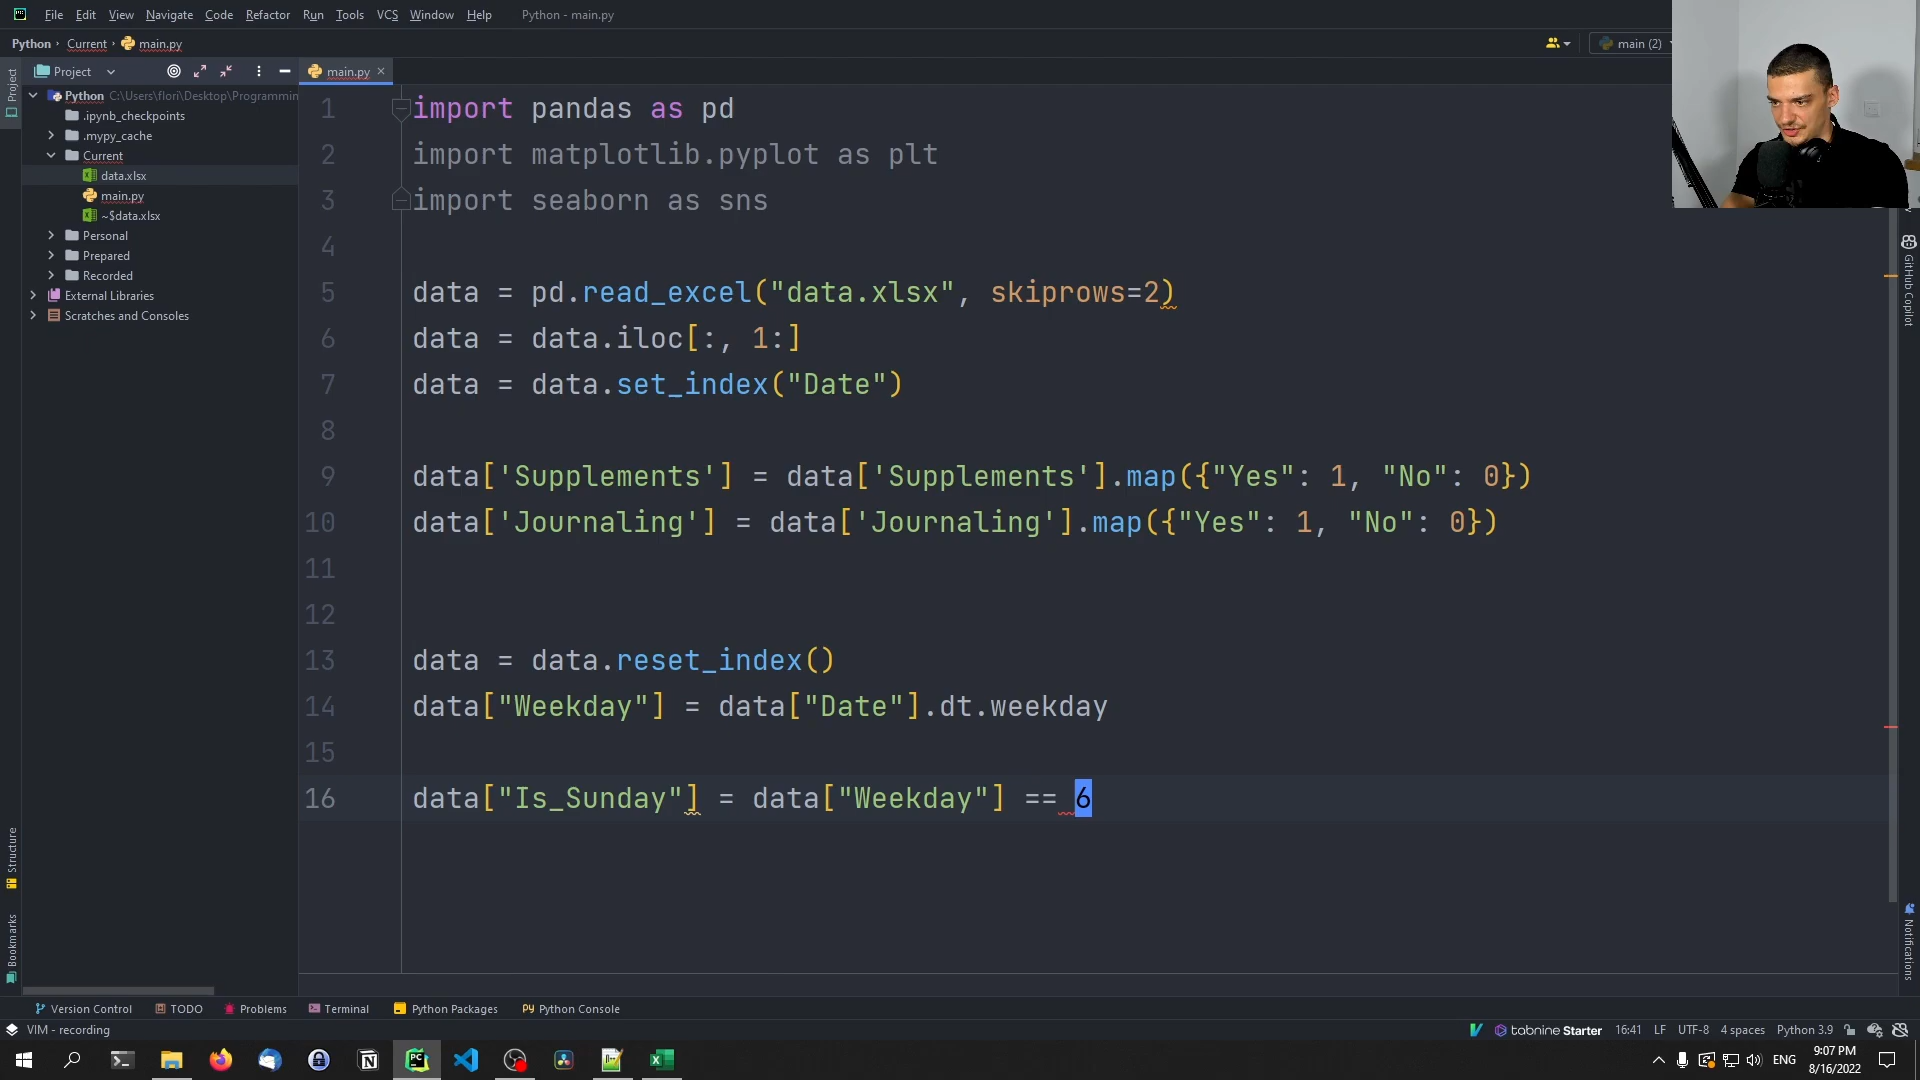 File Edit View Navigate Code Refactor Run Tools VCS Window Help Python - main.py
Python Current main.py main (2)
Project main.py
Project
Python C:\Users\flori\Desktop\Programmin
.ipynb_checkpoints
.mypy_cache
Current
data.xlsx
main.py
~$data.xlsx
Personal
Prepared
Recorded
External Libraries
Scratches and Consoles
1 import pandas as pd
2 import matplotlib.pyplot as plt
3 import seaborn as sns
4
5 data = pd.read_excel("data.xlsx", skiprows=2)
6 data = data.iloc[:, 1:]
7 data = data.set_index("Date")
8
9 data['Supplements'] = data['Supplements'].map({"Yes": 1, "No": 0})
10 data['Journaling'] = data['Journaling'].map({"Yes": 1, "No": 0})
11
12
13 data = data.reset_index()
14 data["Weekday"] = data["Date"].dt.weekday
15
16 data["Is_Sunday"] = data["Weekday"] == 6
GitHub Copilot
Structure
Bookmarks
Notifications
Version Control TODO Problems Terminal Python Packages Python Console
VIM - recording tabnine Starter 16:41 LF UTF-8 4 spaces Python 3.9
ENG 9:07 PM
8/16/2022